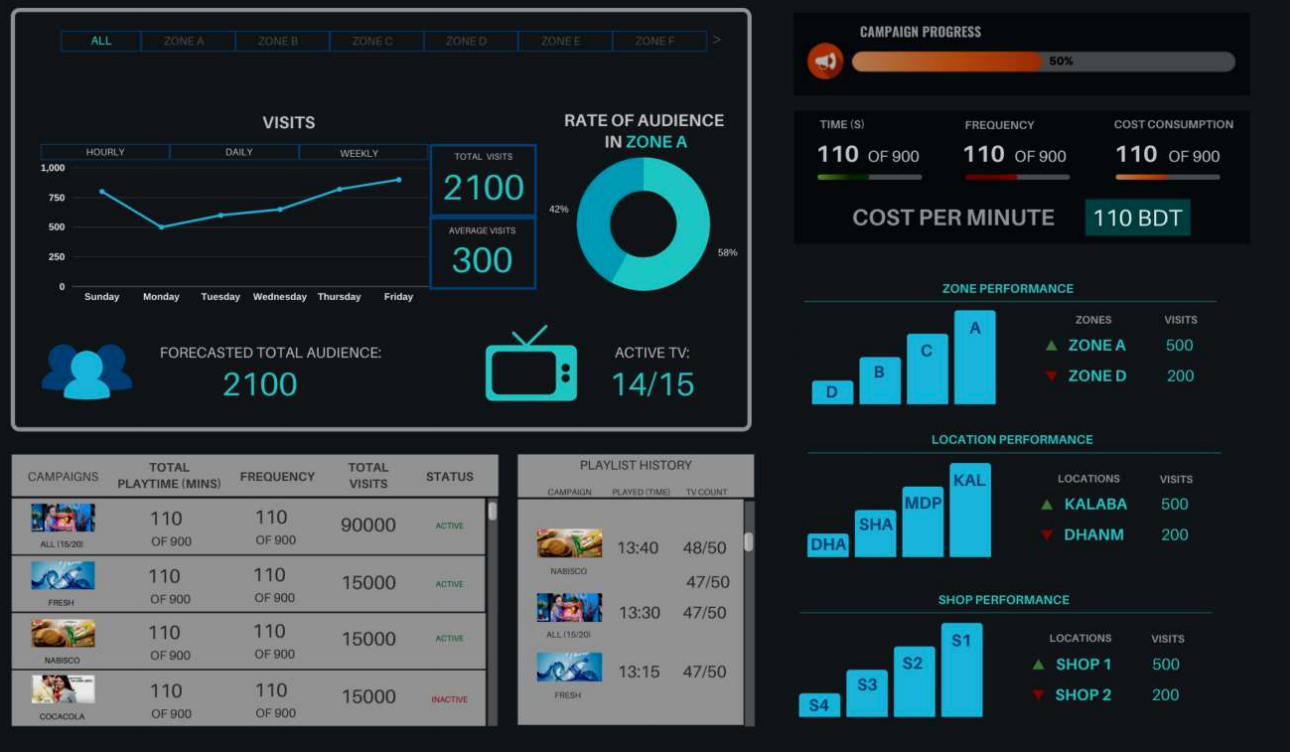 ALL ZONE A ZONE B ZONE C ZONE D ZONE E ZONE F >
VISITS
HOURLY DAILY WEEKLY
1,000
750
500
250
0
Sunday Monday Tuesday Wednesday Thursday Friday
TOTAL VISITS
2100
AVERAGE VISITS
300
RATE OF AUDIENCE
IN ZONE A
42%
58%
FORECASTED TOTAL AUDIENCE:
2100
ACTIVE TV:
14/15
CAMPAIGN PROGRESS
50%
TIME (S) FREQUENCY COST CONSUMPTION
110 OF 900 110 OF 900 110 OF 900
COST PER MINUTE 110 BDT
ZONE PERFORMANCE
D B C A
ZONES VISITS
ZONE A 500
ZONE D 200
LOCATION PERFORMANCE
DHA SHA MDP KAL
LOCATIONS VISITS
KALABA 500
DHANM 200
SHOP PERFORMANCE
S4 S3 S2 S1
LOCATIONS VISITS
SHOP 1 500
SHOP 2 200
CAMPAIGNS TOTAL PLAYTIME (MINS) FREQUENCY TOTAL VISITS STATUS
110 110 90000 ACTIVE
OF 900 OF 900
ALL (15/20)
110 110 15000 ACTIVE
OF 900 OF 900
FRESH
110 110 15000 ACTIVE
OF 900 OF 900
NABISCO
110 110 15000 INACTIVE
OF 900 OF 900
COCACOLA
PLAYLIST HISTORY
CAMPAIGN PLAYED (TIME) TV COUNT
13:40 48/50
NABISCO
47/50
13:30 47/50
ALL (15/20)
13:15 47/50
FRESH